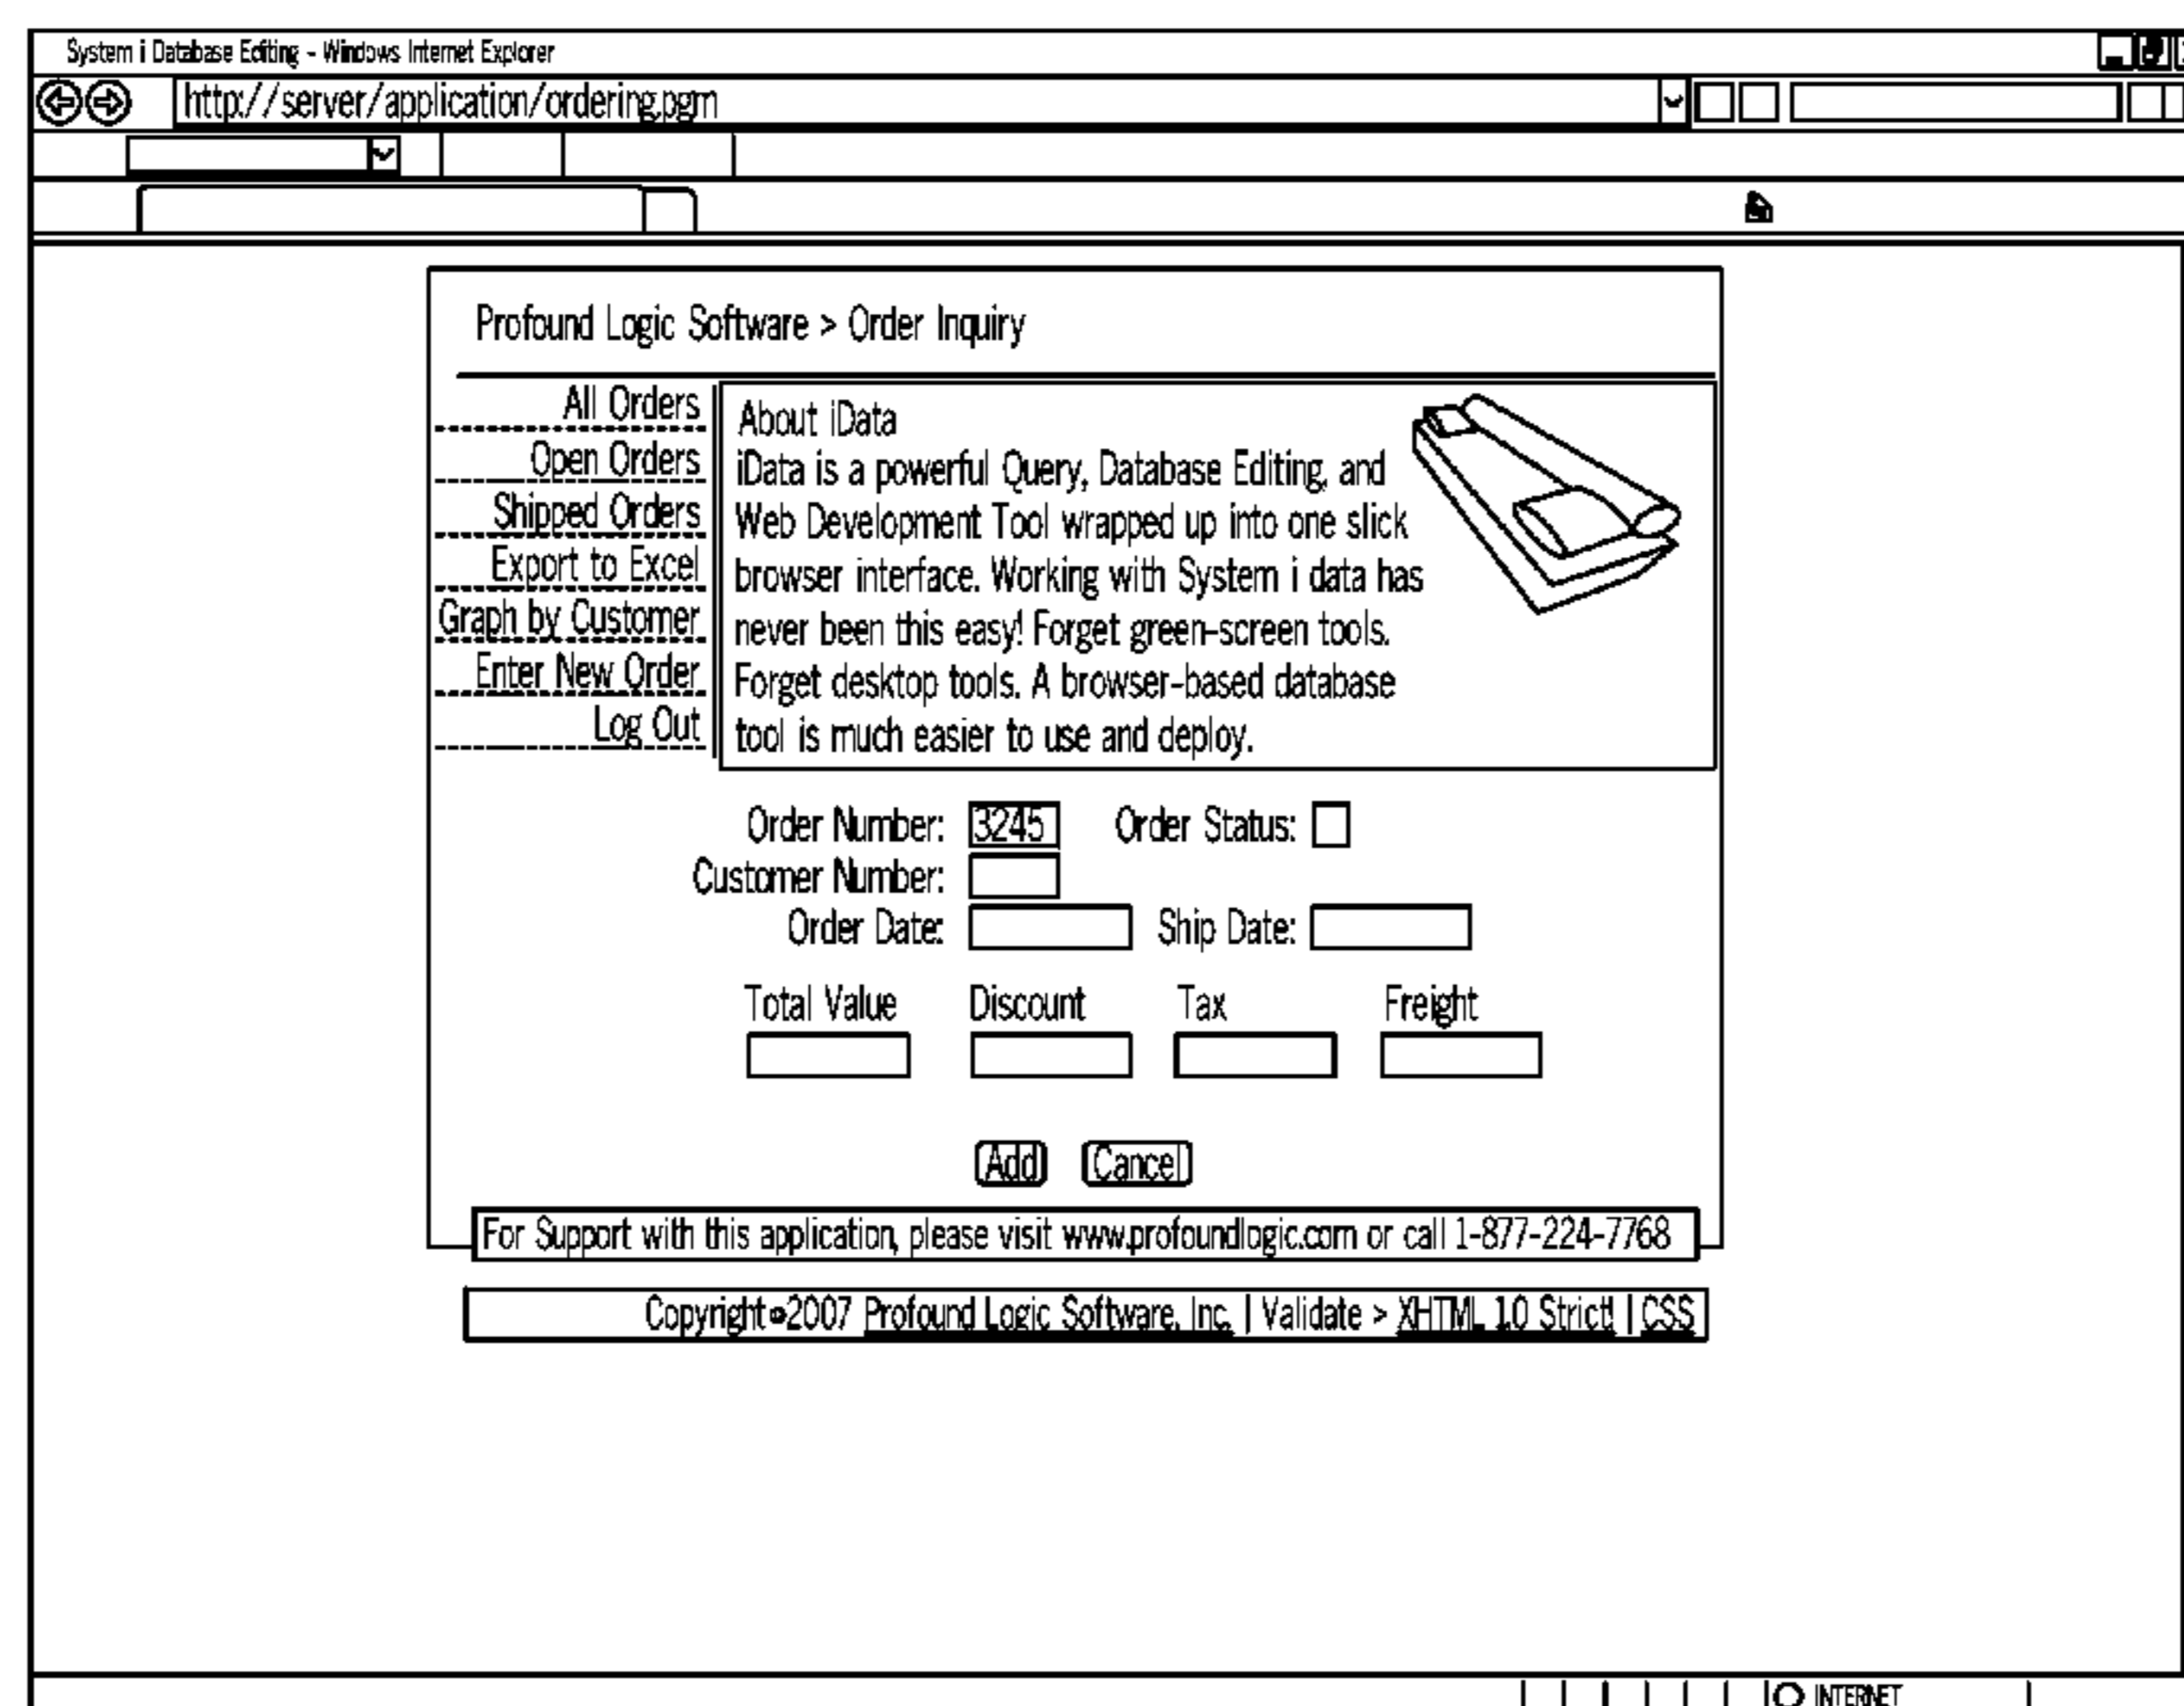 System i Database Editing - Windows Internet Explorer
http://server/application/ordering.pgm
Profound Logic Software > Order Inquiry
All Orders
Open Orders
Shipped Orders
Export to Excel
Graph by Customer
Enter New Order
Log Out
About iData
iData is a powerful Query, Database Editing, and
Web Development Tool wrapped up into one slick
browser interface. Working with System i data has
never been this easy! Forget green-screen tools.
Forget desktop tools. A browser-based database
tool is much easier to use and deploy.
Order Number: 3245 Order Status:
Customer Number:
Order Date: Ship Date:
Total Value Discount Tax Freight
Add Cancel
For Support with this application, please visit www.profoundlogic.com or call 1-877-224-7768
Copyright ©2007 Profound Logic Software, Inc. | Validate > XHTML 1.0 Strict! | CSS
INTERNET